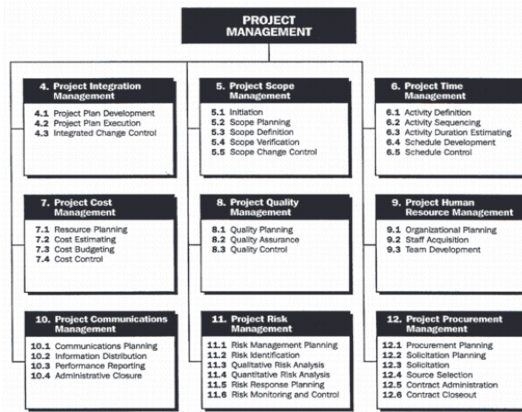 PROJECT
MANAGEMENT
4. Project Integration
Management
4.1 Project Plan Development
4.2 Project Plan Execution
4.3 Integrated Change Control
5. Project Scope
Management
5.1 Initiation
5.2 Scope Planning
5.3 Scope Definition
5.4 Scope Verification
5.5 Scope Change Control
6. Project Time
Management
6.1 Activity Definition
6.2 Activity Sequencing
6.3 Activity Duration Estimating
6.4 Schedule Development
6.5 Schedule Control
7. Project Cost
Management
7.1 Resource Planning
7.2 Cost Estimating
7.3 Cost Budgeting
7.4 Cost Control
8. Project Quality
Management
8.1 Quality Planning
8.2 Quality Assurance
8.3 Quality Control
9. Project Human
Resource Management
9.1 Organizational Planning
9.2 Staff Acquisition
9.3 Team Development
10. Project Communications
Management
10.1 Communications Planning
10.2 Information Distribution
10.3 Performance Reporting
10.4 Administrative Closure
11. Project Risk
Management
11.1 Risk Management Planning
11.2 Risk Identification
11.3 Qualitative Risk Analysis
11.4 Quantitative Risk Analysis
11.5 Risk Response Planning
11.6 Risk Monitoring and Control
12. Project Procurement
Management
12.1 Procurement Planning
12.2 Solicitation Planning
12.3 Solicitation
12.4 Source Selection
12.5 Contract Administration
12.6 Contract Closeout